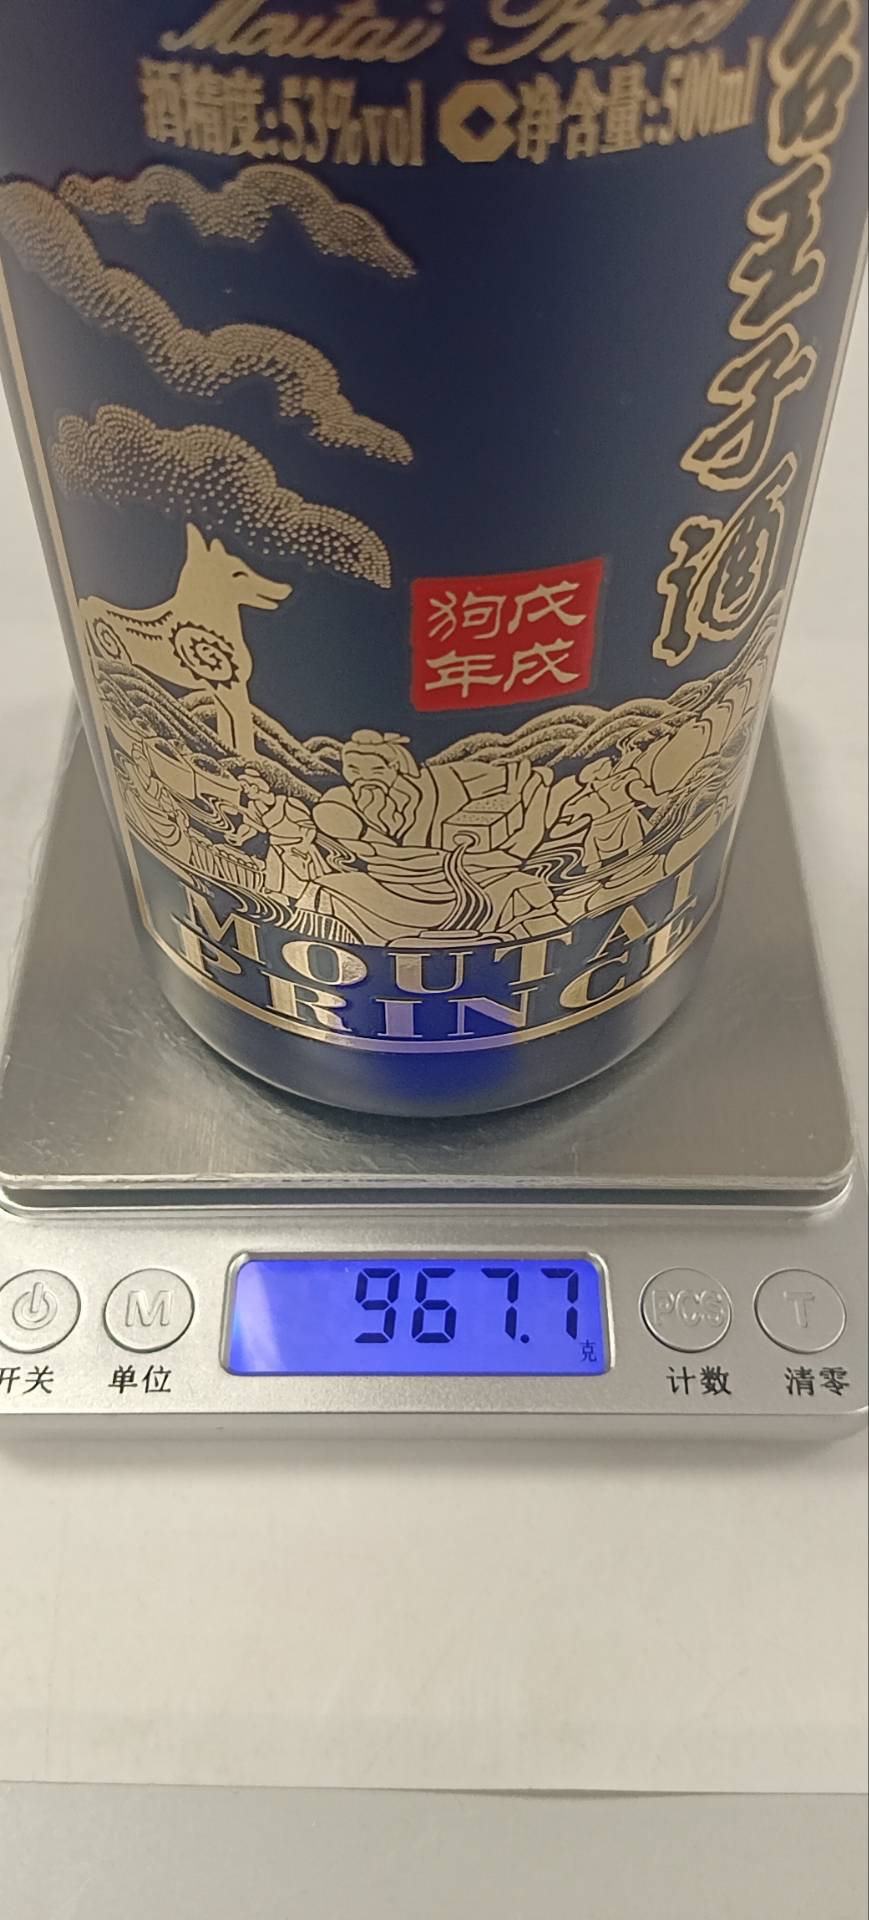 Moutai Prince
酒精度:53%vol 净含量:500ml
台王子酒
戊戌
狗年
MOUTAI
PRINCE
967.7
克
M PCS T
开关 单位 计数 清零